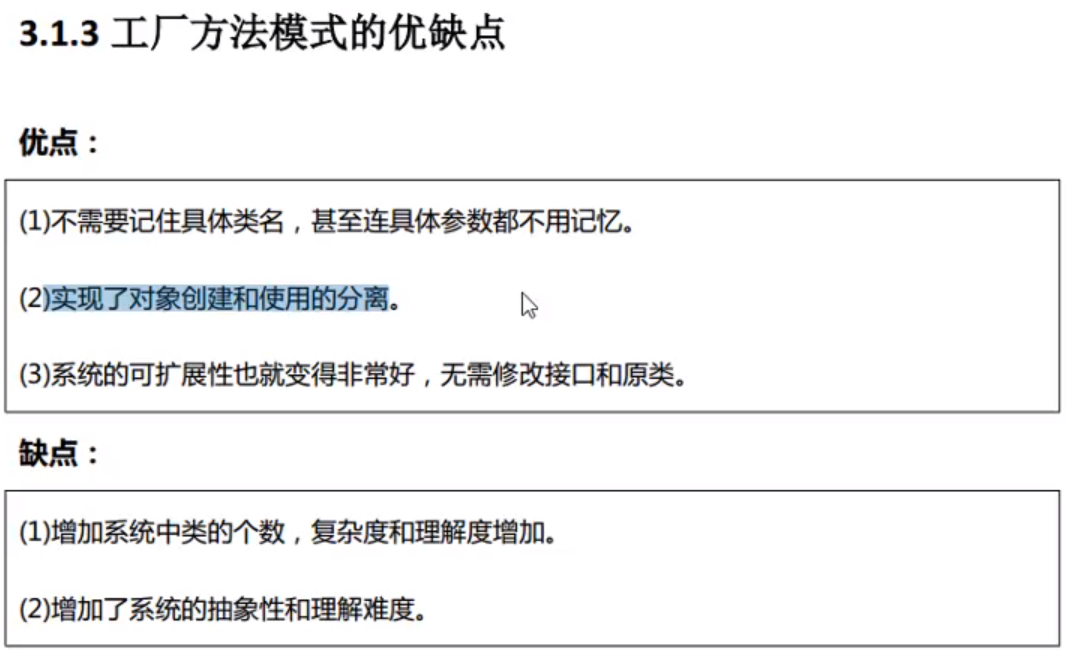 3.1.3 工厂方法模式的优缺点
优点：
(1)不需要记住具体类名，甚至连具体参数都不用记忆。
(2)实现了对象创建和使用的分离。
(3)系统的可扩展性也就变得非常好，无需修改接口和原类。
缺点：
(1)增加系统中类的个数，复杂度和理解度增加。
(2)增加了系统的抽象性和理解难度。